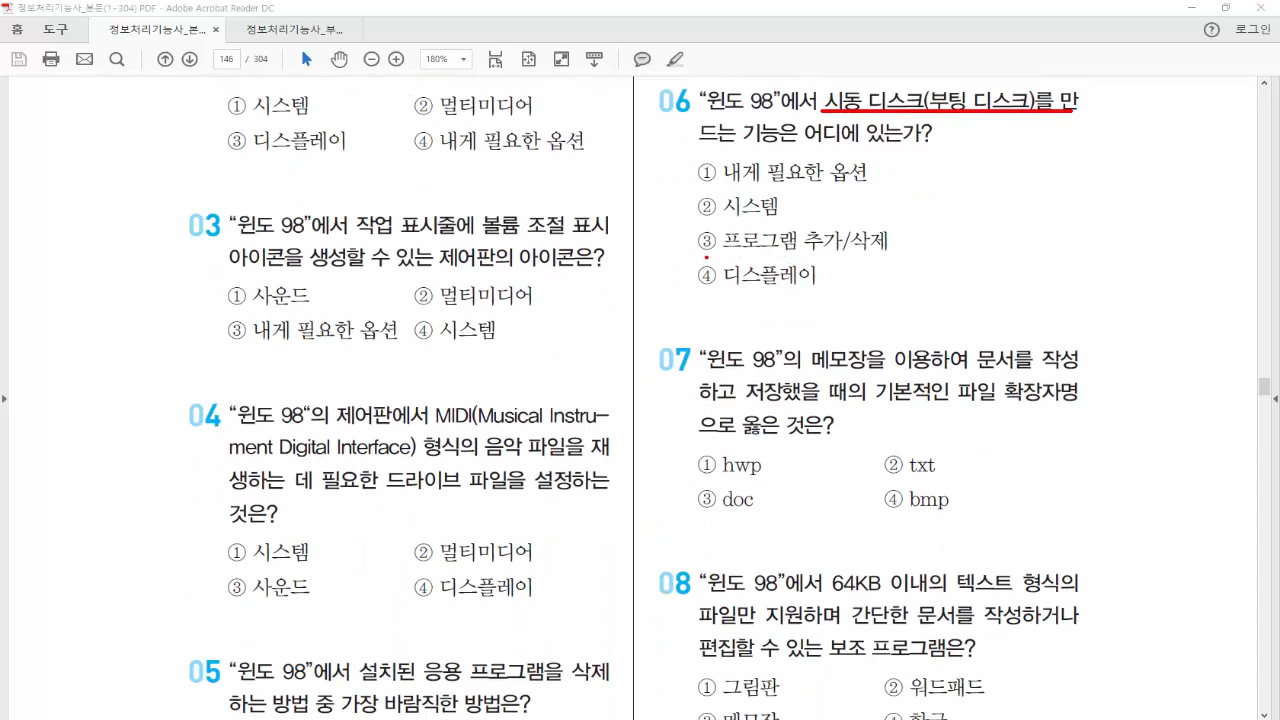 정보처리기능사_본문(1-304) PDF - Adobe Acrobat Reader DC
홈 도구 정보처리기능사_본... × 정보처리기능사_부...
로그인
146 / 304
180%
① 시스템 ② 멀티미디어
③ 디스플레이 ④ 내게 필요한 옵션
03 “윈도 98“에서 작업 표시줄에 볼륨 조절 표시
아이콘을 생성할 수 있는 제어판의 아이콘은?
① 사운드 ② 멀티미디어
③ 내게 필요한 옵션 ④ 시스템
04 “윈도 98“의 제어판에서 MIDI(Musical Instru-
ment Digital Interface) 형식의 음악 파일을 재
생하는 데 필요한 드라이브 파일을 설정하는
것은?
① 시스템 ② 멀티미디어
③ 사운드 ④ 디스플레이
05 “윈도 98“에서 설치된 응용 프로그램을 삭제
하는 방법 중 가장 바람직한 방법은?
06 “윈도 98“에서 시동 디스크(부팅 디스크)를 만
드는 기능은 어디에 있는가?
① 내게 필요한 옵션
② 시스템
③ 프로그램 추가/삭제
④ 디스플레이
07 “윈도 98“의 메모장을 이용하여 문서를 작성
하고 저장했을 때의 기본적인 파일 확장자명
으로 옳은 것은?
① hwp ② txt
③ doc ④ bmp
08 “윈도 98“에서 64KB 이내의 텍스트 형식의
파일만 지원하며 간단한 문서를 작성하거나
편집할 수 있는 보조 프로그램은?
① 그림판 ② 워드패드